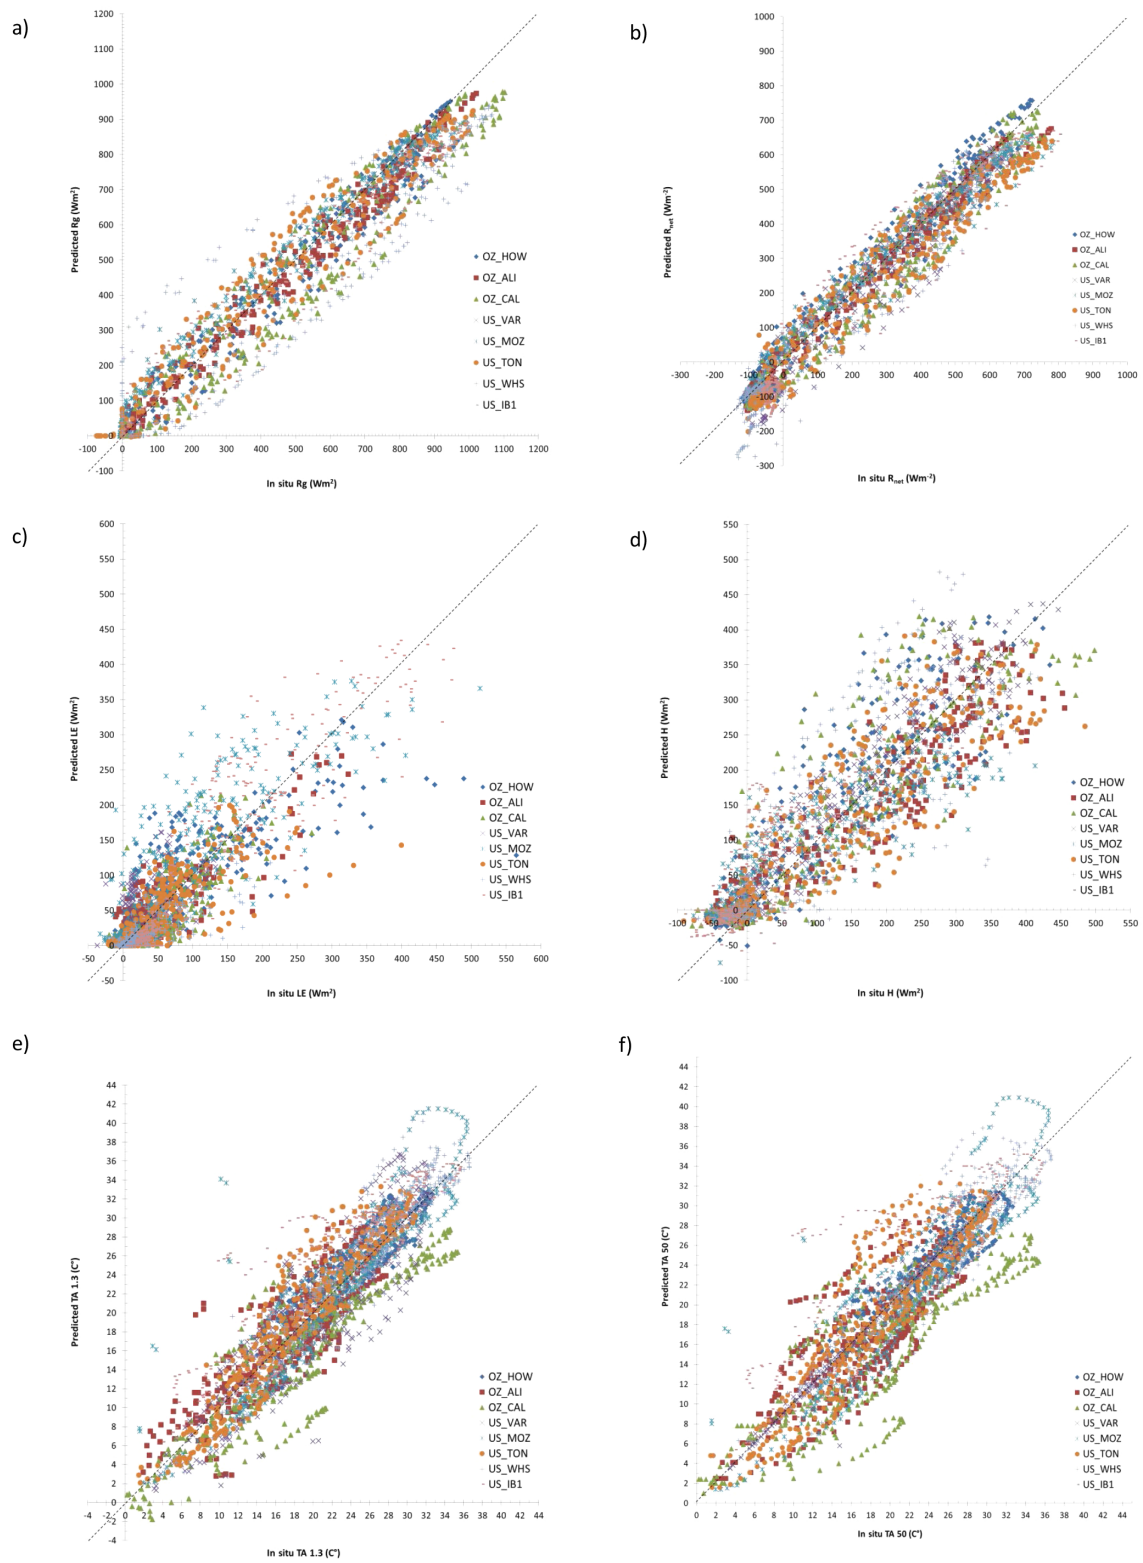 a)
1200
1100
1000
900
800
700
600
500
400
300
200
100
0
-100
-100 0 100 200 300 400 500 600 700 800 900 1000 1100 1200
Predicted Rg (Wm²)
In situ Rg (Wm²)
OZ_HOW
OZ_ALI
OZ_CAL
US_VAR
US_MOZ
US_TON
US_WHS
US_IB1
b)
1000
900
800
700
600
500
400
300
200
100
0
-100
-200
-300
-300 -200 -100 0 100 200 300 400 500 600 700 800 900 1000
Predicted Rnet (Wm-2)
In situ Rnet (Wm-2)
OZ_HOW
OZ_ALI
OZ_CAL
US_VAR
US_MOZ
US_TON
US_WHS
US_IB1
c)
600
550
500
450
400
350
300
250
200
150
100
50
0
-50
-50 0 50 100 150 200 250 300 350 400 450 500 550 600
Predicted LE (Wm²)
In situ LE (Wm²)
OZ_HOW
OZ_ALI
OZ_CAL
US_VAR
US_MOZ
US_TON
US_WHS
US_IB1
d)
550
500
450
400
350
300
250
200
150
100
50
0
-50
-100
-100 -50 0 50 100 150 200 250 300 350 400 450 500 550
Predicted H (Wm²)
In situ H (Wm²)
OZ_HOW
OZ_ALI
OZ_CAL
US_VAR
US_MOZ
US_TON
US_WHS
US_IB1
e)
44
42
40
38
36
34
32
30
28
26
24
22
20
18
16
14
12
10
8
6
4
2
0
-2
-4
-4 -2 0 2 4 6 8 10 12 14 16 18 20 22 24 26 28 30 32 34 36 38 40 42 44
Predicted TA 1.3 (C°)
In situ TA 1.3 (C°)
OZ_HOW
OZ_ALI
OZ_CAL
US_VAR
US_MOZ
US_TON
US_WHS
US_IB1
f)
44
42
40
38
36
34
32
30
28
26
24
22
20
18
16
14
12
10
8
6
4
2
0
0 2 4 6 8 10 12 14 16 18 20 22 24 26 28 30 32 34 36 38 40 42 44
Predicted TA 50 (C°)
In situ TA 50 (C°)
OZ_HOW
OZ_ALI
OZ_CAL
US_VAR
US_MOZ
US_TON
US_WHS
US_IB1